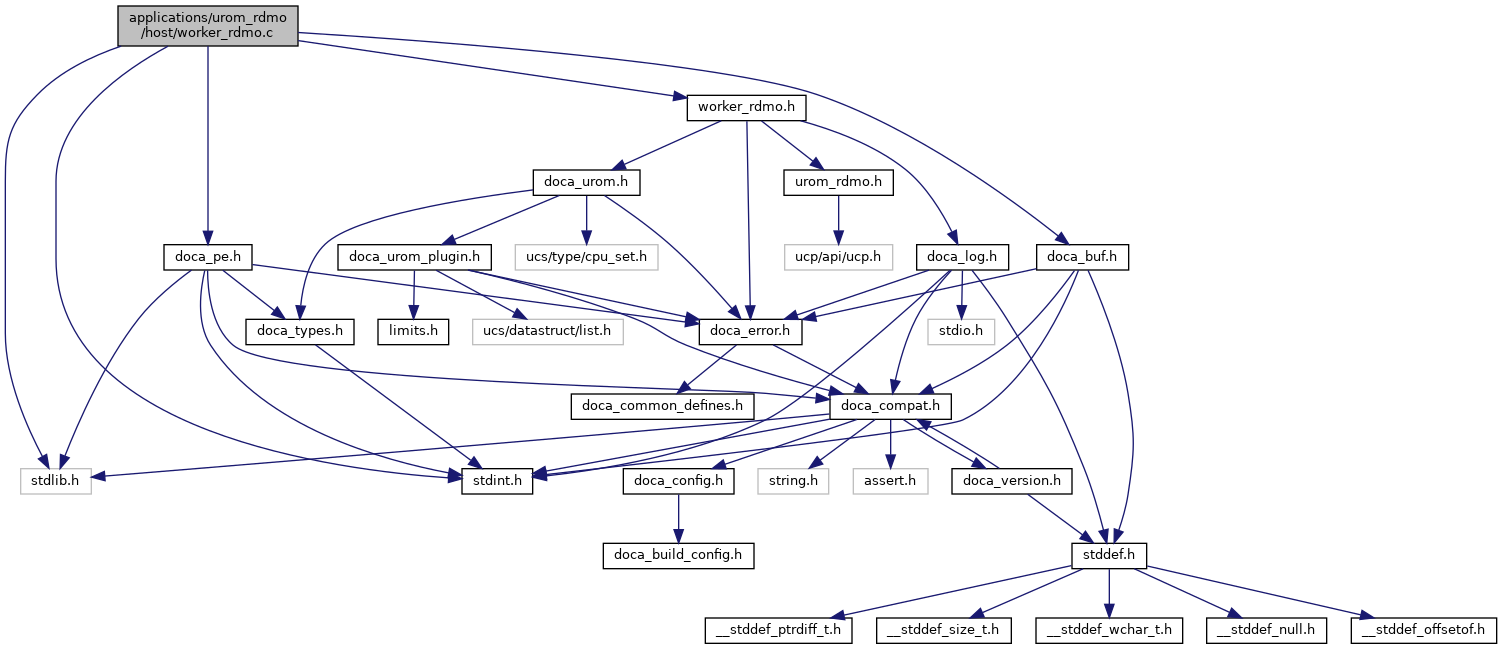 applications/urom_rdmo
/host/worker_rdmo.c
worker_rdmo.h
doca_urom.h
urom_rdmo.h
doca_pe.h
doca_urom_plugin.h
ucs/type/cpu_set.h
ucp/api/ucp.h
doca_log.h
doca_buf.h
doca_types.h
limits.h
ucs/datastruct/list.h
doca_error.h
stdio.h
doca_common_defines.h
doca_compat.h
stdlib.h
stdint.h
doca_config.h
string.h
assert.h
doca_version.h
doca_build_config.h
stddef.h
__stddef_ptrdiff_t.h
__stddef_size_t.h
__stddef_wchar_t.h
__stddef_null.h
__stddef_offsetof.h